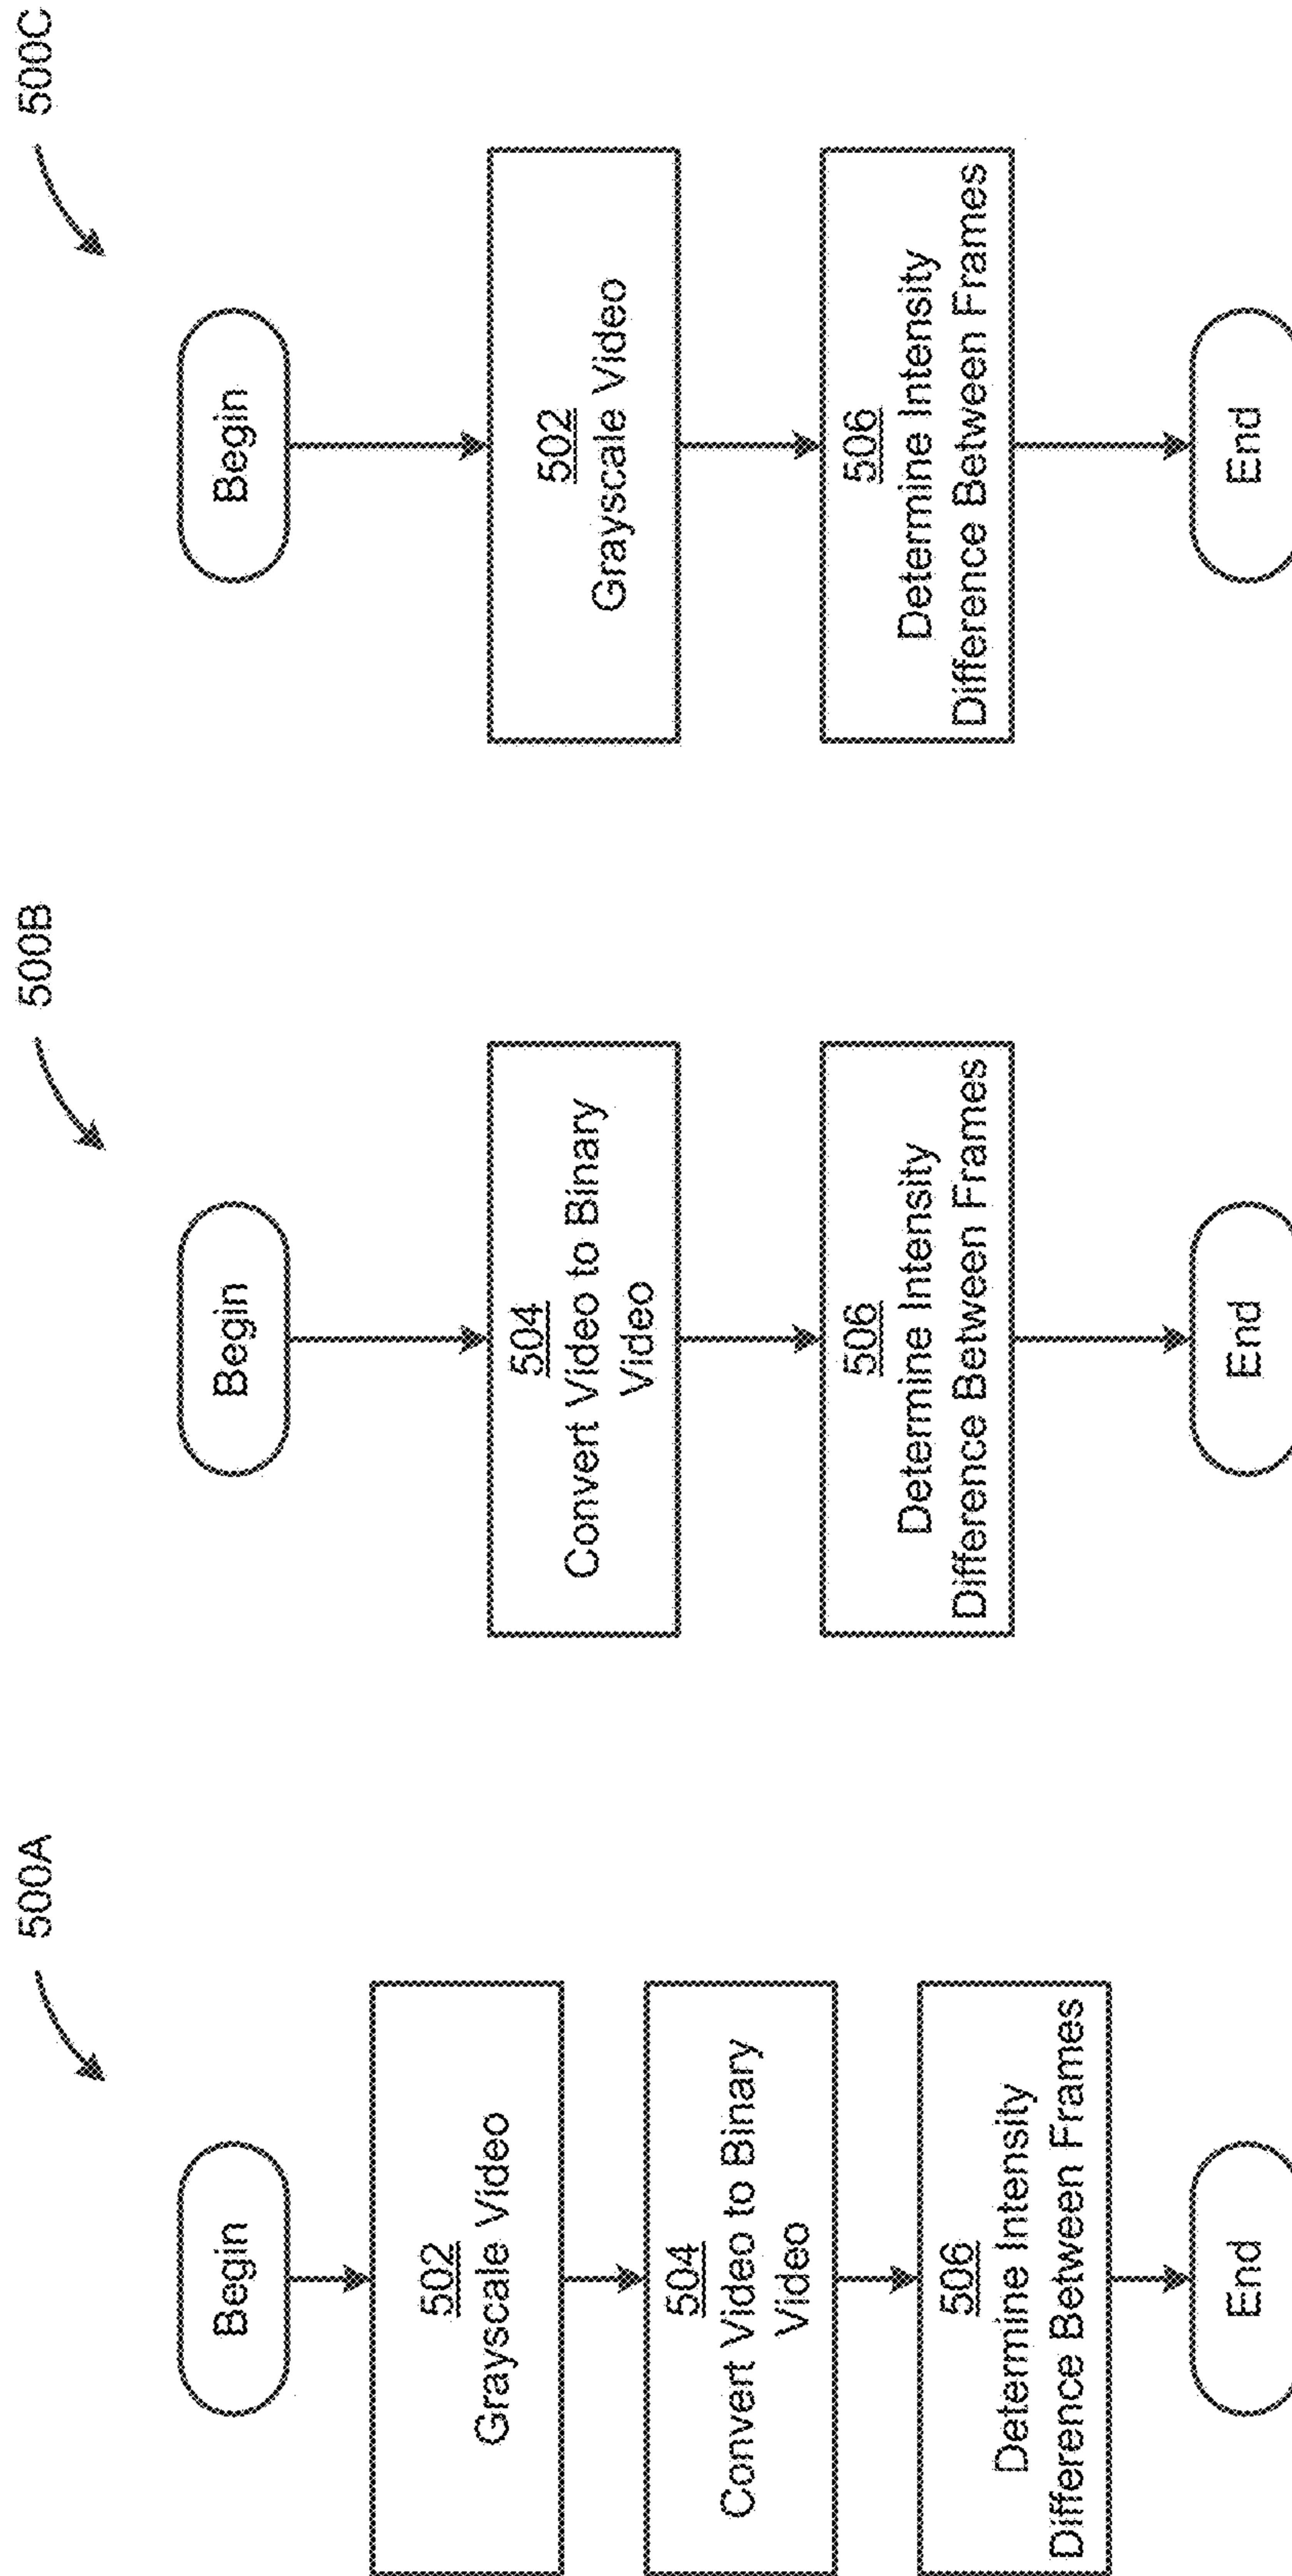 500A
Begin
502
Grayscale Video
504
Convert Video to Binary
Video
506
Determine Intensity
Difference Between Frames
End
500B
Begin
504
Convert Video to Binary
Video
506
Determine Intensity
Difference Between Frames
End
500C
Begin
502
Grayscale Video
506
Determine Intensity
Difference Between Frames
End